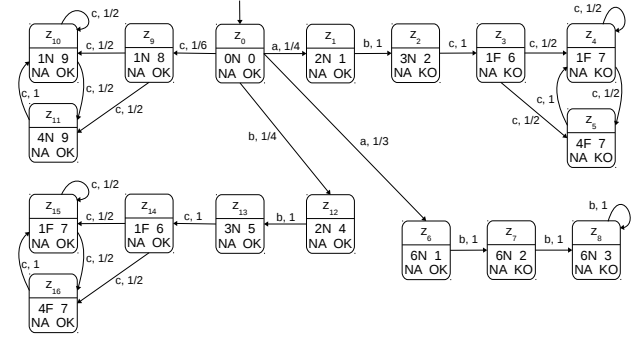 z10
1N 9
NA OK
c, 1/2
c, 1/2
z9
1N 8
NA OK
c, 1/6
z0
0N 0
NA OK
a, 1/4
z1
2N 1
NA OK
b, 1
z2
3N 2
NA KO
c, 1
z3
1F 6
NA KO
c, 1/2
z4
1F 7
NA KO
c, 1/2
c, 1
c, 1/2
c, 1/2
z11
4N 9
NA OK
c, 1
c, 1/2
c, 1/2
z5
4F 7
NA KO
b, 1/4
a, 1/3
z15
1F 7
NA OK
c, 1/2
c, 1/2
z14
1F 6
NA OK
c, 1
z13
3N 5
NA OK
b, 1
z12
2N 4
NA OK
c, 1
c, 1/2
c, 1/2
z16
4F 7
NA OK
z6
6N 1
NA OK
b, 1
z7
6N 2
NA KO
b, 1
z8
6N 3
NA KO
b, 1